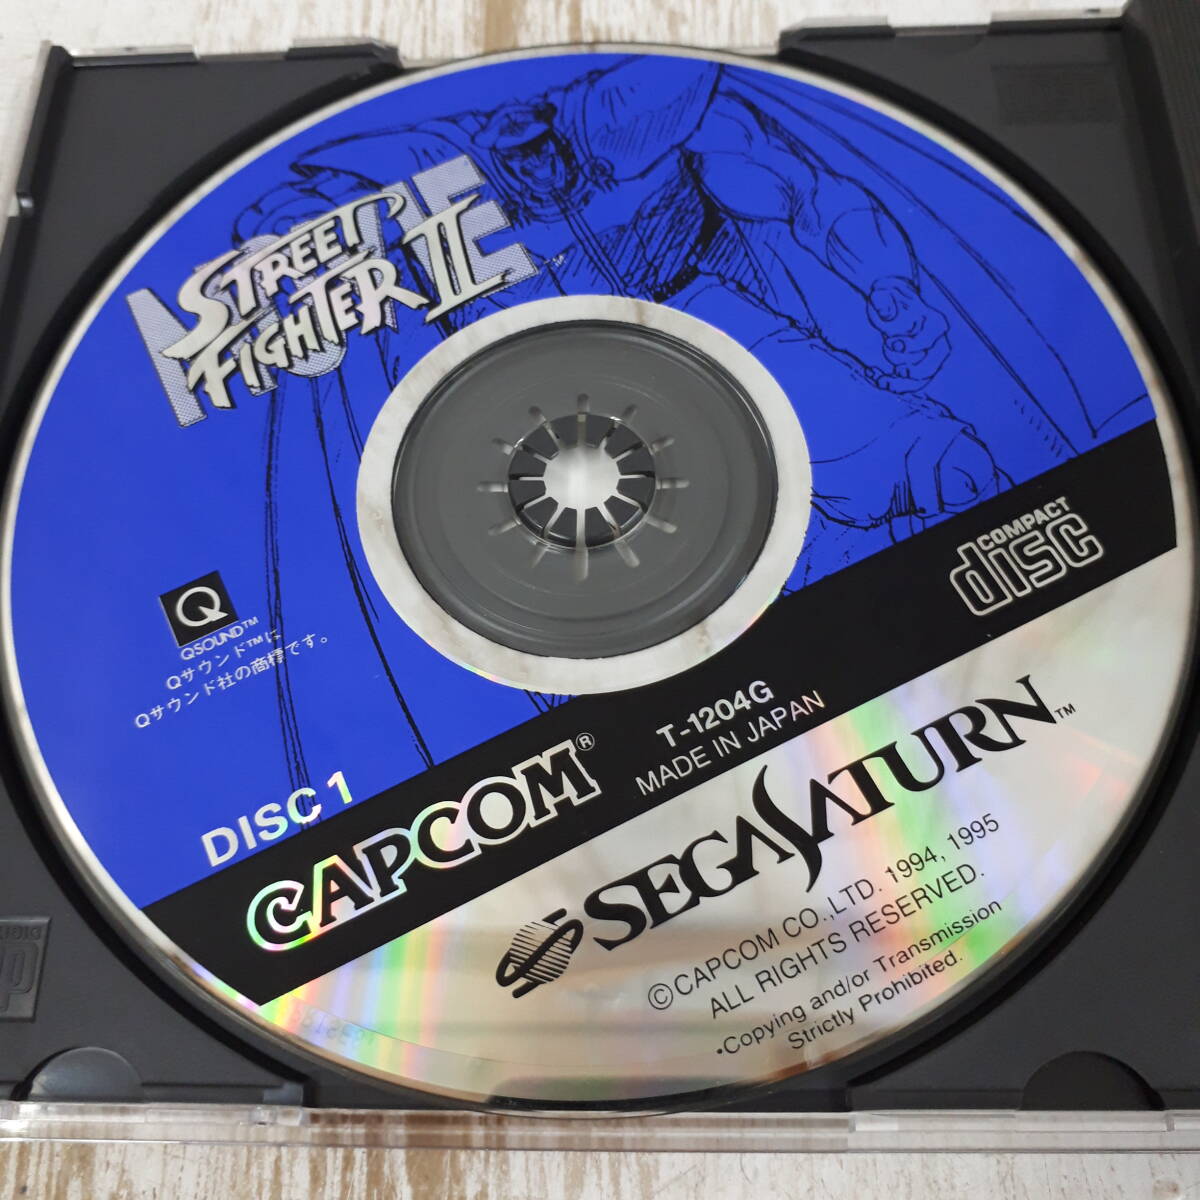 MOVIE
STREET
FIGHTER II
TM
Q
QSOUND™
Qサウンド™は
Qサウンド社の商標です。
DISC 1
COMPACT
disc
CAPCOM®
T-1204G
MADE IN JAPAN
SEGA SATURN™
©CAPCOM CO.,LTD. 1994, 1995
ALL RIGHTS RESERVED.
•Copying and/or Transmission
Strictly Prohibited.